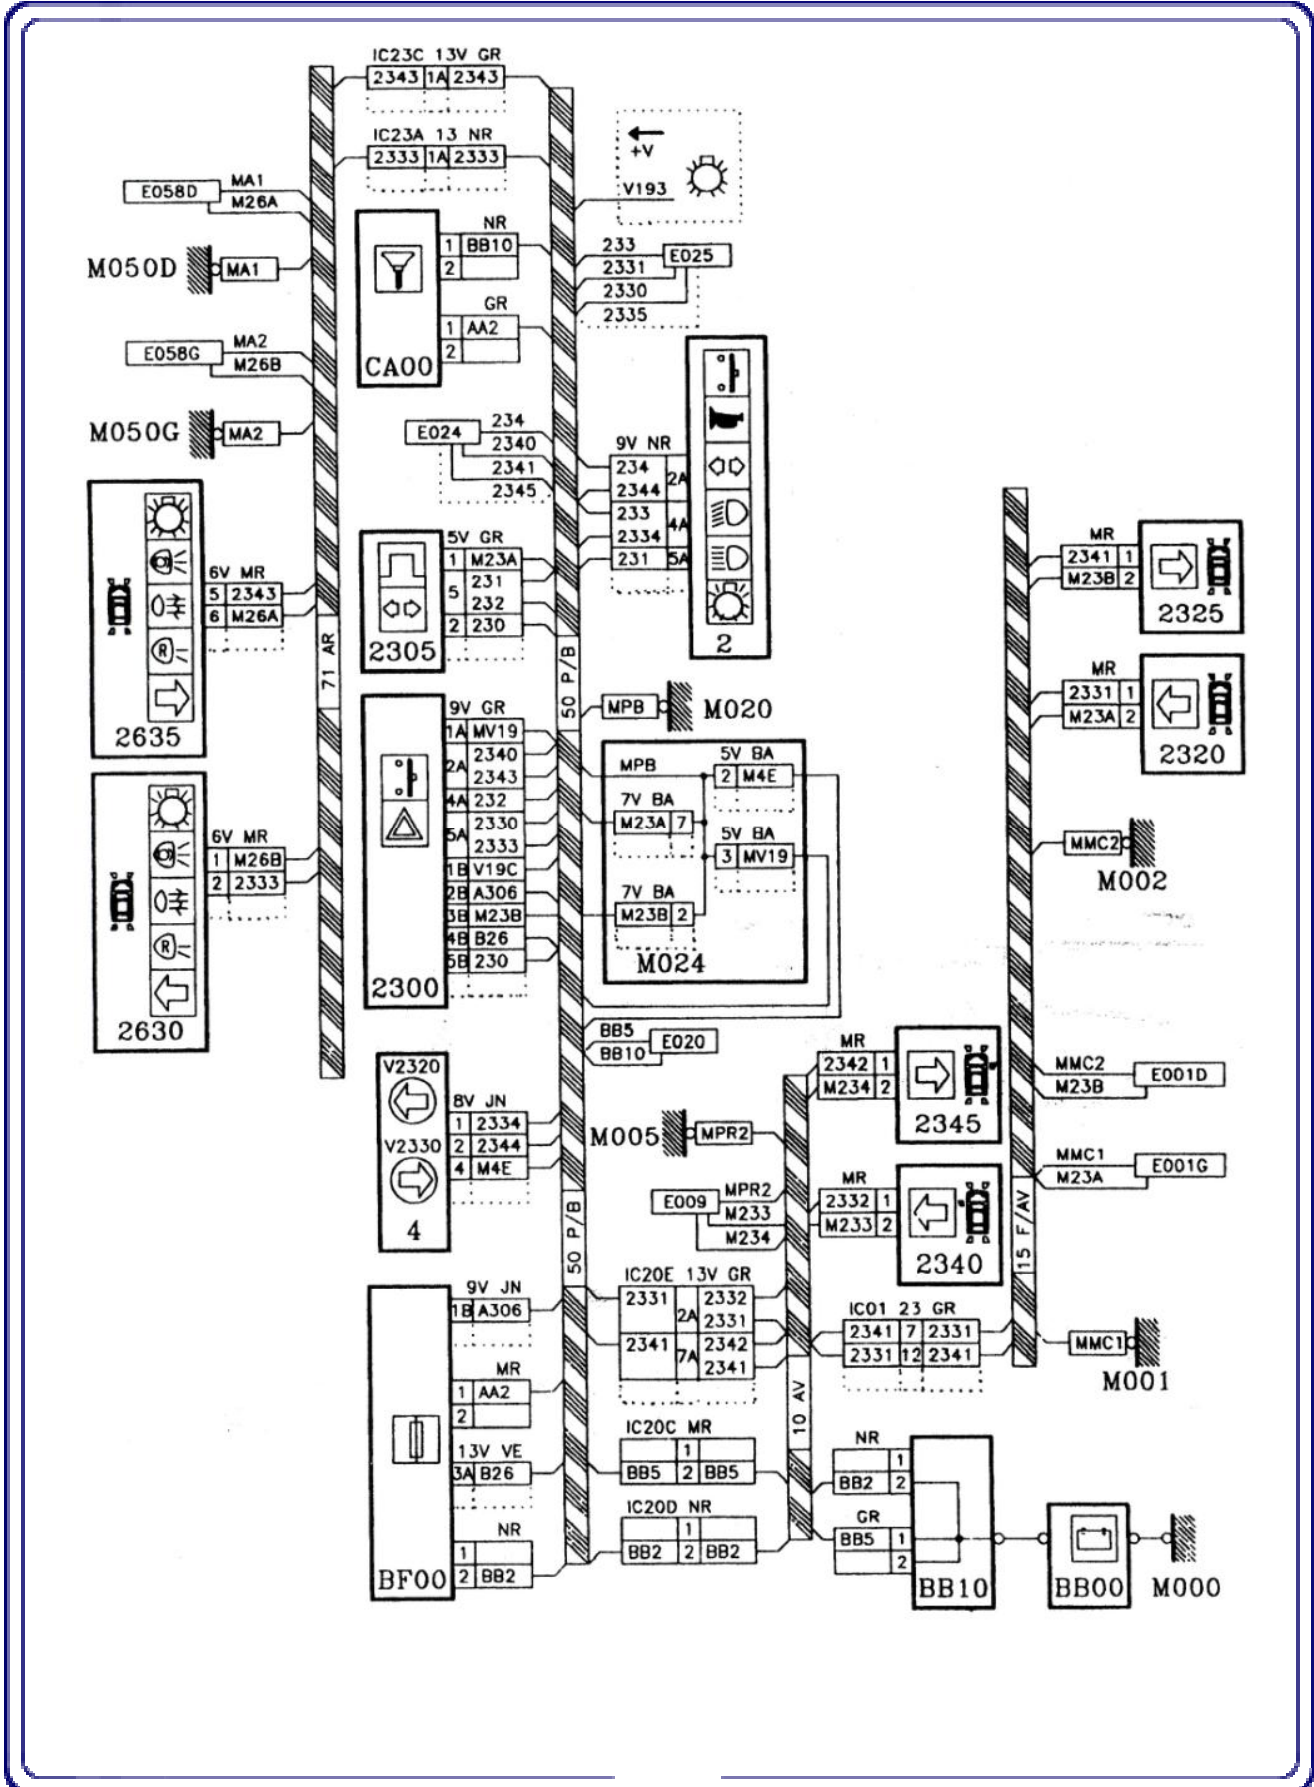 IC23C 13V GR
2343 1A 2343
IC23A 13 NR
2333 1A 2333
+V
V193
E058D
MA1
M26A
M050D
MA1
E058G
MA2
M26B
M050G
MA2
NR
1 BB10
2
GR
1 AA2
2
CA00
233
2331
2330
2335
E025
E024
234
2340
2341
2345
9V NR
234
2A
2344
233
4A
2334
231 5A
2
5V GR
1 M23A
5
231
232
2 230
2305
6V MR
5 2343
6 M26A
R
2635
71 AR
50 P/B
MPB
M020
9V GR
1A MV19
2A
2340
2343
4A 232
5A
2330
2333
1B V19C
2B A306
3B M23B
4B B26
5B 230
2300
MPB
5V BA
2 M4E
7V BA
M23A 7
5V BA
3 MV19
7V BA
M23B 2
M024
6V MR
1 M26B
2 2333
R
2630
MR
2341 1
M23B 2
2325
MR
2331 1
M23A 2
2320
MMC2
M002
BB5
BB10
E020
V2320
V2330
4
8V JN
1 2334
2 2344
4 M4E
M005
MPR2
MR
2342 1
M234 2
2345
MMC2
M23B
E001D
MMC1
M23A
E001G
E009
MPR2
M233
M234
MR
2332 1
M233 2
2340
15 F/AV
50 P/B
9V JN
1B A306
MR
1 AA2
2
13V VE
3A B26
NR
1
2 BB2
BF00
IC20E 13V GR
2331 2A 2332
2331
2341 7A 2342
2341
IC01 23 GR
2341 7 2331
2331 12 2341
MMC1
M001
10 AV
IC20C MR
1
BB5 2 BB5
IC20D NR
1
BB2 2 BB2
NR
1
BB2 2
GR
BB5 1
2
BB10
BB00
M000